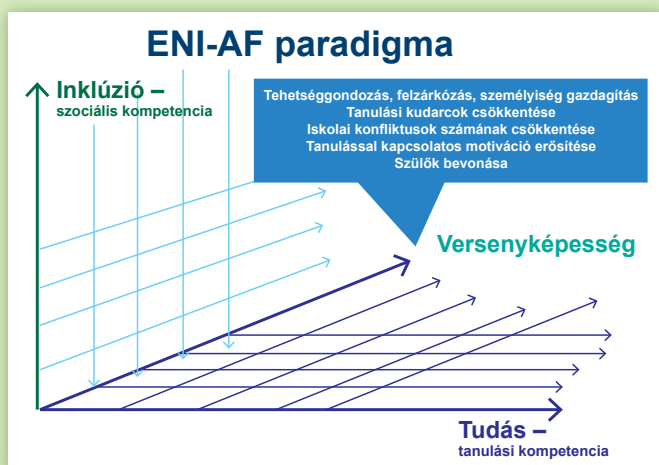 ENI-AF paradigma
Inklúzió –
szociális kompetencia
Tehetséggondozás, felzárkózás, személyiség gazdagítás
Tanulási kudarcok csökkentése
Iskolai konfliktusok számának csökkentése
Tanulással kapcsolatos motiváció erősítése
Szülők bevonása
Versenyképesség
Tudás –
tanulási kompetencia